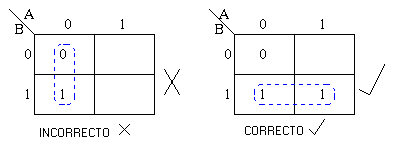 A A
B 0 1 B 0 1
0 0 0 0
1 1 1 1 1
INCORRECTO CORRECTO